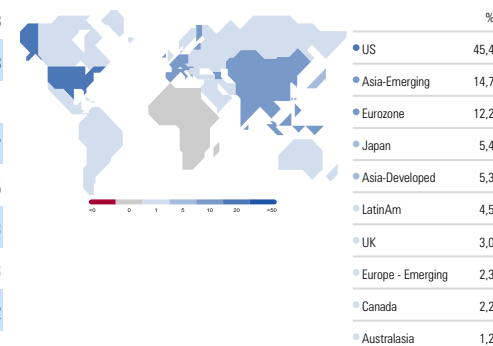 %
US 45,4
Asia-Emerging 14,7
Eurozone 12,2
Japan 5,4
Asia-Developed 5,3
LatinAm 4,5
UK 3,0
Europe - Emerging 2,3
Canada 2,2
Australasia 1,2
<0 0 1 5 10 20 >50